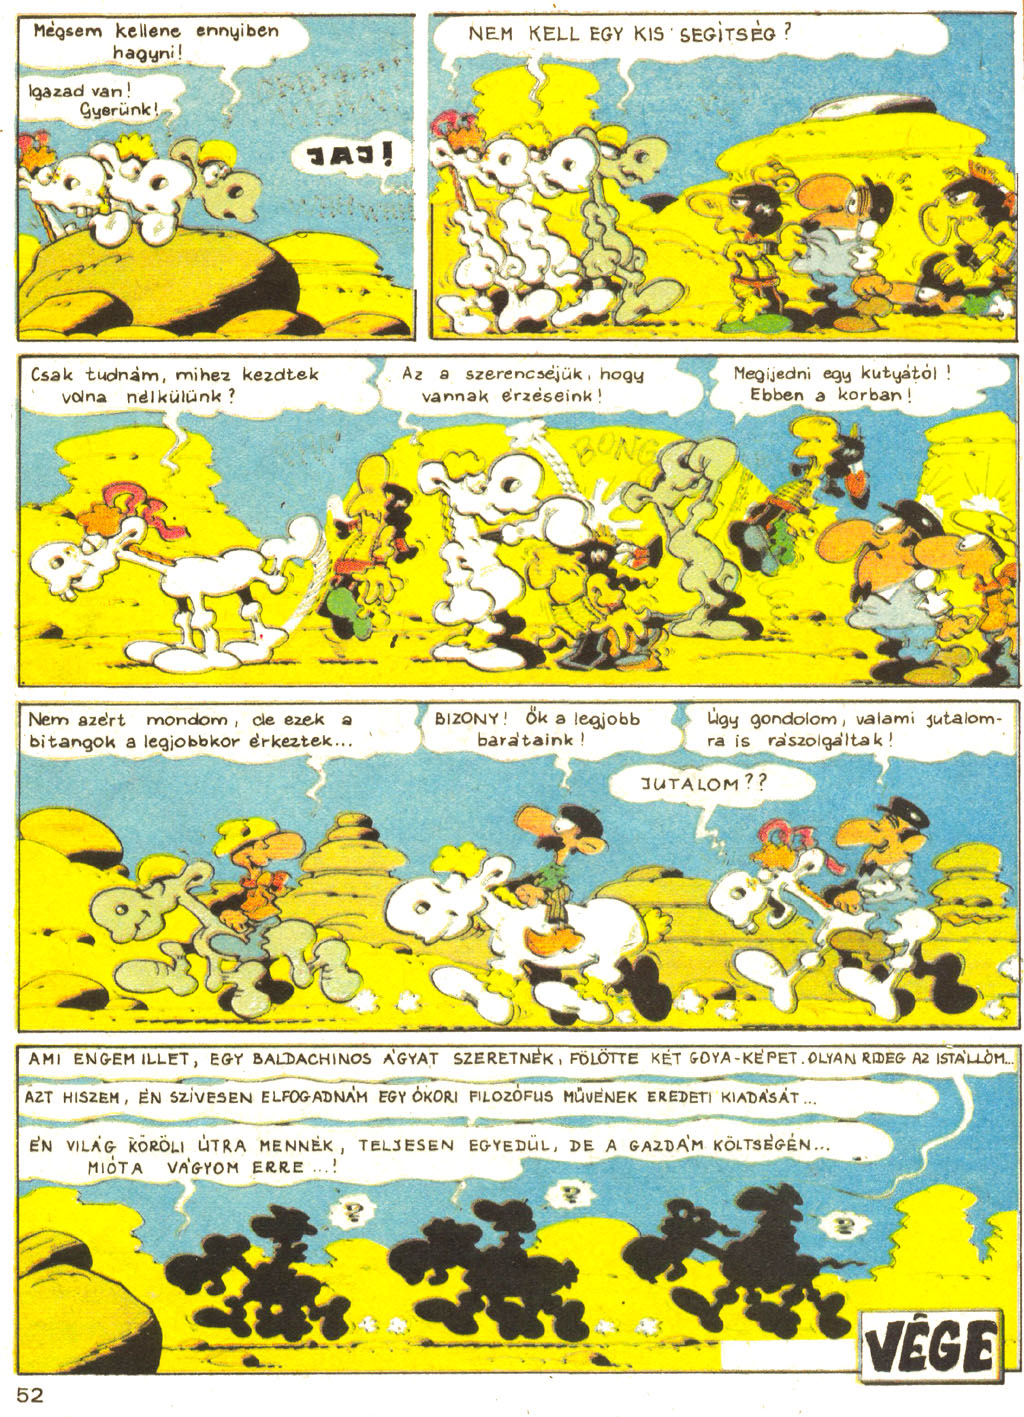 Mégsem kellene ennyiben
hagyni!
Igazad van!
Gyerünk!
JAJ!
NEM KELL EGY KIS SEGÍTSÉG?
Csak tudnám, mihez kezdtek
volna nélkülünk?
Az a szerencséjük, hogy
vannak érzéseink!
Megijedni egy kutyától!
Ebben a korban!
BONG
Nem azért mondom, de ezek a
bitangok a legjobbkor érkeztek...
BIZONY! Ők a legjobb
barátaink!
Úgy gondolom, valami jutalom-
ra is rászolgáltak!
JUTALOM??
AMI ENGEM ILLET, EGY BALDACHINOS ÁGYAT SZERETNÉK, FÖLÖTTE KÉT GOYA-KÉPET. OLYAN RIDEG AZ ISTÁLLÓM...
AZT HISZEM, ÉN SZÍVESEN ELFOGADNÁM EGY ÓKORI FILOZÓFUS MŰVÉNEK EREDETI KIADÁSÁT...
ÉN VILÁG KÖRÖLI ÚTRA MENNÉK, TELJESEN EGYEDÜL, DE A GAZDÁM KÖLTSÉGÉN...
MIÓTA VÁGYOM ERRE...!
?
?
?
VÉGE
52